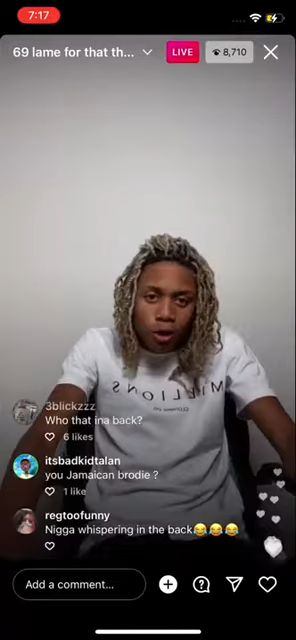 7:17
69 lame for that th...
LIVE
8,710
MILLIONS
3blickzzz
Who that ina back?
6 likes
itsbadkidtalan
you Jamaican brodie ?
1 like
regtoofunny
Nigga whispering in the back😂😂😂
Add a comment...